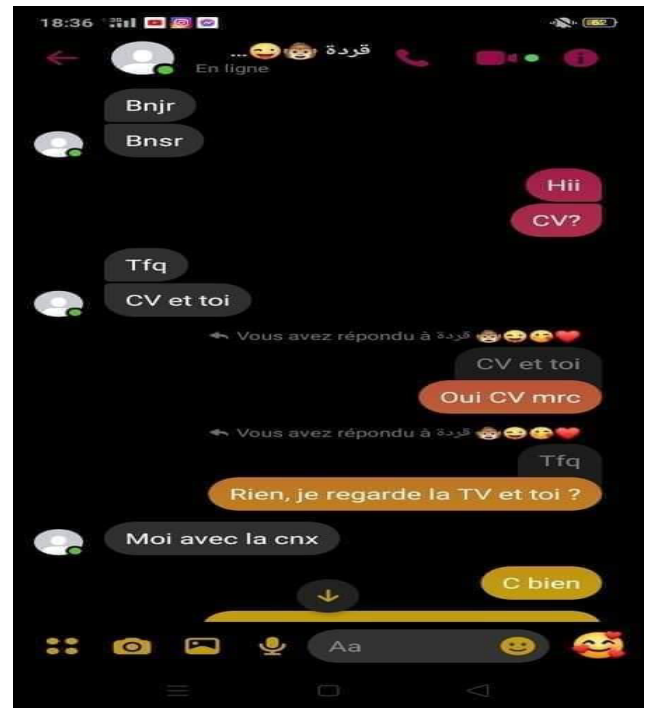 18:36
62
قردة ...
En ligne
Bnjr
Bnsr
Hii
CV?
Tfq
CV et toi
Vous avez répondu à قردة
CV et toi
Oui CV mrc
Vous avez répondu à قردة
Tfq
Rien, je regarde la TV et toi ?
Moi avec la cnx
C bien
Aa